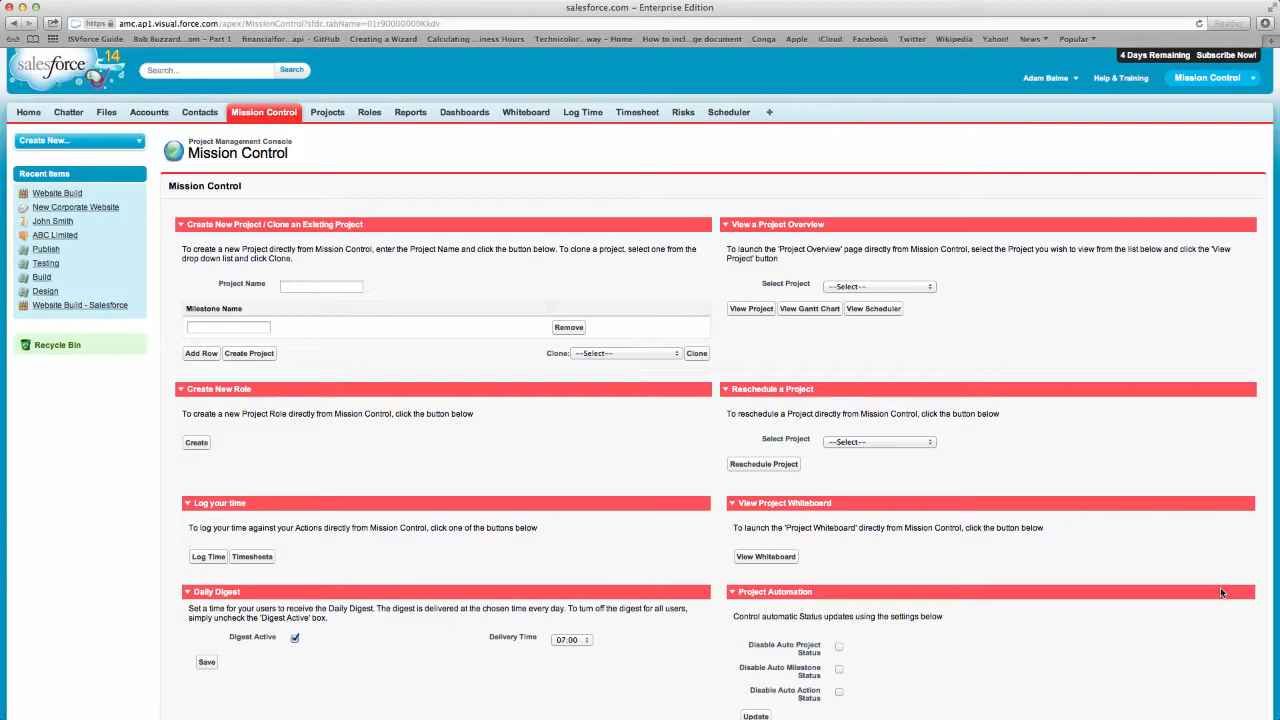 salesforce.com – Enterprise Edition
https amc.ap1.visual.force.com/apex/MissionControl?sfdc.tabName=01r90000000Kkdv
Reader
ISVforce Guide Bob Buzzard...om – Part 1 financialfor...api – GitHub Creating a Wizard Calculating ...iness Hours Technicolor...way – Home How to incl...ge document Conga Apple iCloud Facebook Twitter Wikipedia Yahoo! News Popular
4 Days Remaining Subscribe Now!
salesforce 14
Search... Search
Adam Balme Help & Training Mission Control
Home Chatter Files Accounts Contacts Mission Control Projects Roles Reports Dashboards Whiteboard Log Time Timesheet Risks Scheduler +
Create New...
Recent Items
Website Build
New Corporate Website
John Smith
ABC Limited
Publish
Testing
Build
Design
Website Build - Salesforce
Recycle Bin
Project Management Console
Mission Control
Mission Control
Create New Project / Clone an Existing Project
To create a new Project directly from Mission Control, enter the Project Name and click the button below. To clone a project, select one from the
drop down list and click Clone.
Project Name
Milestone Name
Remove
Add Row Create Project Clone: --Select-- Clone
View a Project Overview
To launch the 'Project Overview' page directly from Mission Control, select the Project you wish to view from the list below and click the 'View
Project' button
Select Project --Select--
View Project View Gantt Chart View Scheduler
Create New Role
To create a new Project Role directly from Mission Control, click the button below
Create
Reschedule a Project
To reschedule a Project directly from Mission Control, click the button below
Select Project --Select--
Reschedule Project
Log your time
To log your time against your Actions directly from Mission Control, click one of the buttons below
Log Time Timesheets
View Project Whiteboard
To launch the 'Project Whiteboard' directly from Mission Control, click the button below
View Whiteboard
Daily Digest
Set a time for your users to receive the Daily Digest. The digest is delivered at the chosen time every day. To turn off the digest for all users,
simply uncheck the 'Digest Active' box.
Digest Active Delivery Time 07:00
Save
Project Automation
Control automatic Status updates using the settings below
Disable Auto Project
Status
Disable Auto Milestone
Status
Disable Auto Action
Status
Update